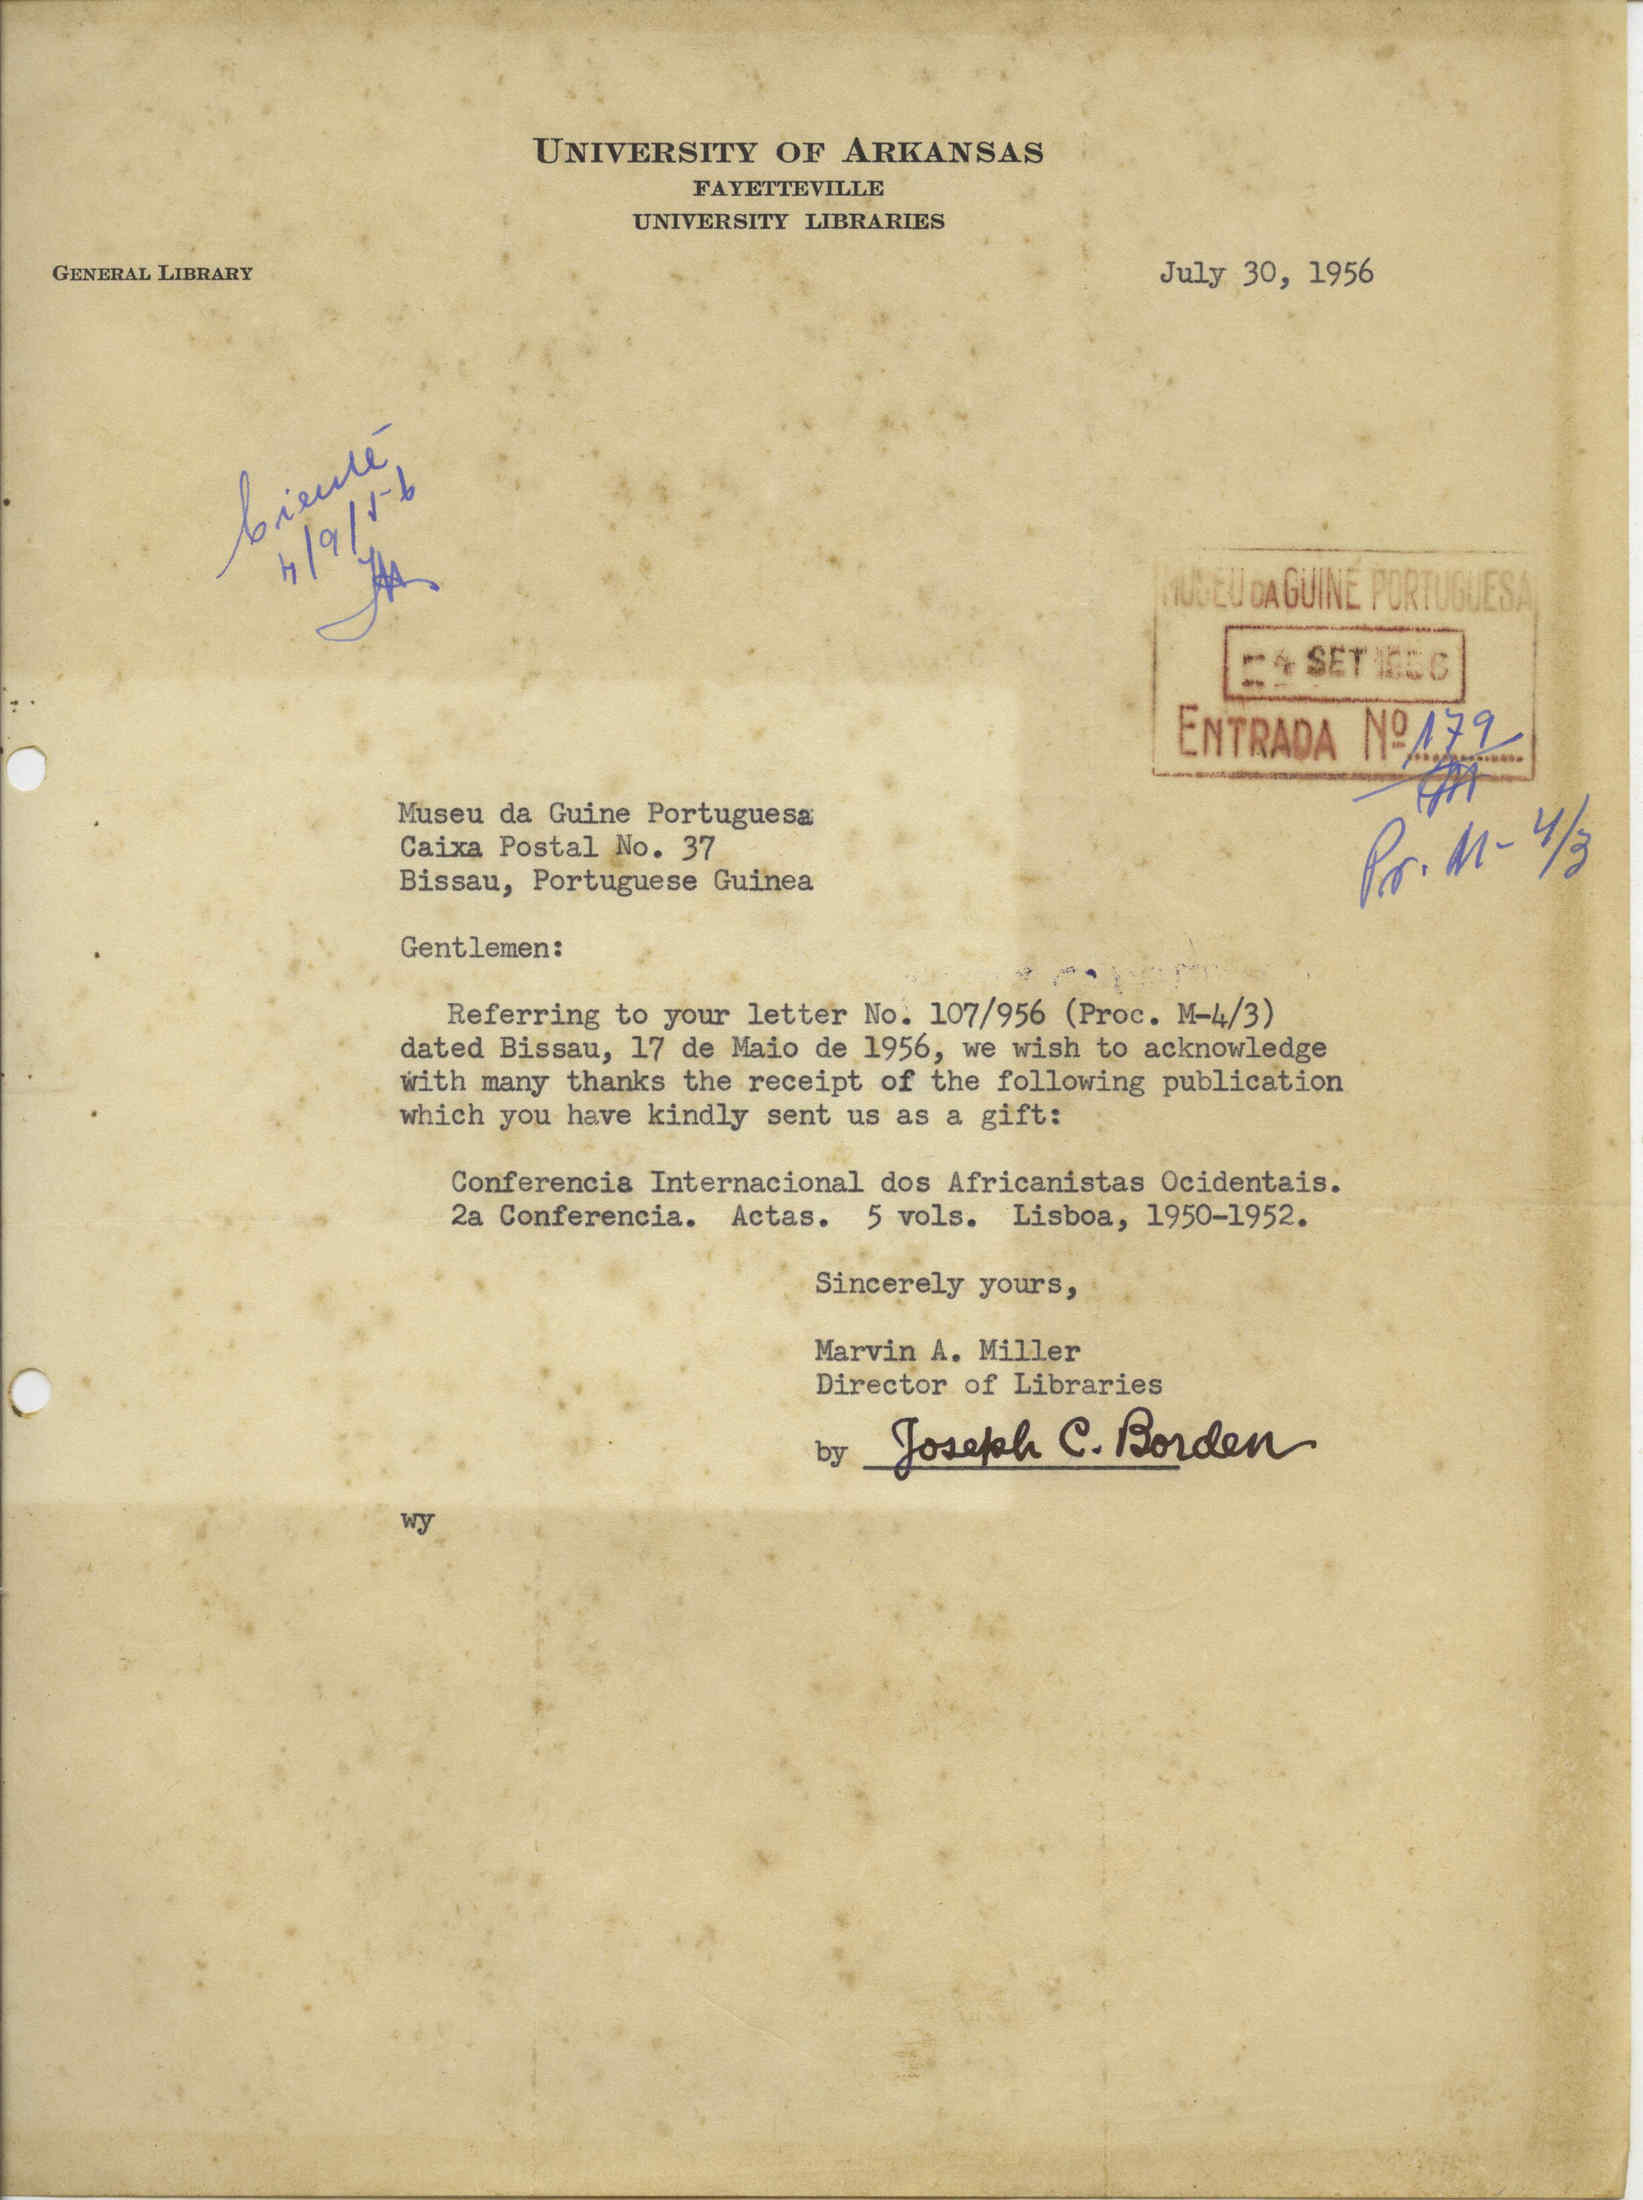 UNIVERSITY OF ARKANSAS
FAYETTEVILLE
UNIVERSITY LIBRARIES
GENERAL LIBRARY
July 30, 1956
Ciente
4/9/56
MUSEU DA GUINÉ PORTUGUESA
-4 SET 1956
ENTRADA Nº 179
Pr. M- 4/3
Museu da Guine Portuguesa
Caixa Postal No. 37
Bissau, Portuguese Guinea
Gentlemen:
Referring to your letter No. 107/956 (Proc. M-4/3)
dated Bissau, 17 de Maio de 1956, we wish to acknowledge
with many thanks the receipt of the following publication
which you have kindly sent us as a gift:
Conferencia Internacional dos Africanistas Ocidentais.
2a Conferencia. Actas. 5 vols. Lisboa, 1950-1952.
Sincerely yours,
Marvin A. Miller
Director of Libraries
by Joseph C. Borden
wy